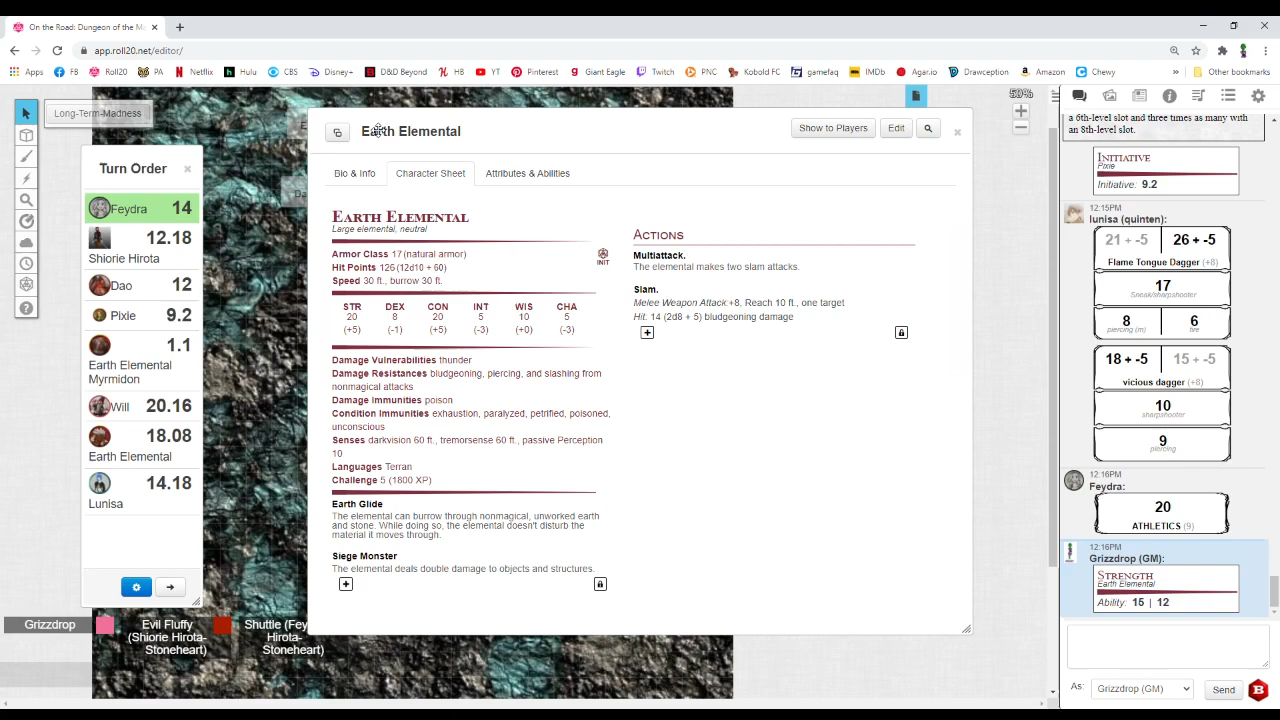 On the Road: Dungeon of the Ma
app.roll20.net/editor/
Apps FB Roll20 PA Netflix Hulu CBS Disney+ D&D Beyond HB YT Pinterest Giant Eagle Twitch PNC Kobold FC gamefaq IMDb Agar.io Drawception Amazon Chewy » Other bookmarks
Long-Term-Madness
Turn Order
Feydra 14
12.18
Shiorie Hirota
Dao 12
Pixie 9.2
1.1
Earth Elemental
Myrmidon
Will 20.16
18.08
Earth Elemental
14.18
Lunisa
Grizzdrop
Evil Fluffy
(Shiorie Hirota-
Stoneheart)
Shuttle (Fey
Hirota-
Stoneheart)
Earth Elemental
Show to Players Edit
Bio & Info Character Sheet Attributes & Abilities
Earth Elemental
Large elemental, neutral
Armor Class 17 (natural armor)
Hit Points 126 (12d10 + 60)
Speed 30 ft., burrow 30 ft.
INIT
STR DEX CON INT WIS CHA
20 8 20 5 10 5
(+5) (-1) (+5) (-3) (+0) (-3)
Damage Vulnerabilities thunder
Damage Resistances bludgeoning, piercing, and slashing from
nonmagical attacks
Damage Immunities poison
Condition Immunities exhaustion, paralyzed, petrified, poisoned,
unconscious
Senses darkvision 60 ft., tremorsense 60 ft., passive Perception
10
Languages Terran
Challenge 5 (1800 XP)
Earth Glide
The elemental can burrow through nonmagical, unworked earth
and stone. While doing so, the elemental doesn't disturb the
material it moves through.
Siege Monster
The elemental deals double damage to objects and structures.
Actions
Multiattack.
The elemental makes two slam attacks.
Slam.
Melee Weapon Attack +8, Reach 10 ft., one target
Hit: 14 (2d8 + 5) bludgeoning damage
59%
a 6th-level slot and three times as many with
an 8th-level slot.
Initiative
Pixie
Initiative: 9.2
12:15PM
lunisa (quinten):
21 + -5 26 + -5
Flame Tongue Dagger (+8)
17
Sneak/sharpshooter
8 6
piercing (m) fire
18 + -5 15 + -5
vicious dagger (+8)
10
sharpshooter
9
piercing
12:16PM
Feydra:
20
ATHLETICS (9)
12:16PM
Grizzdrop (GM):
Strength
Earth Elemental
Ability: 15 | 12
As: Grizzdrop (GM) Send